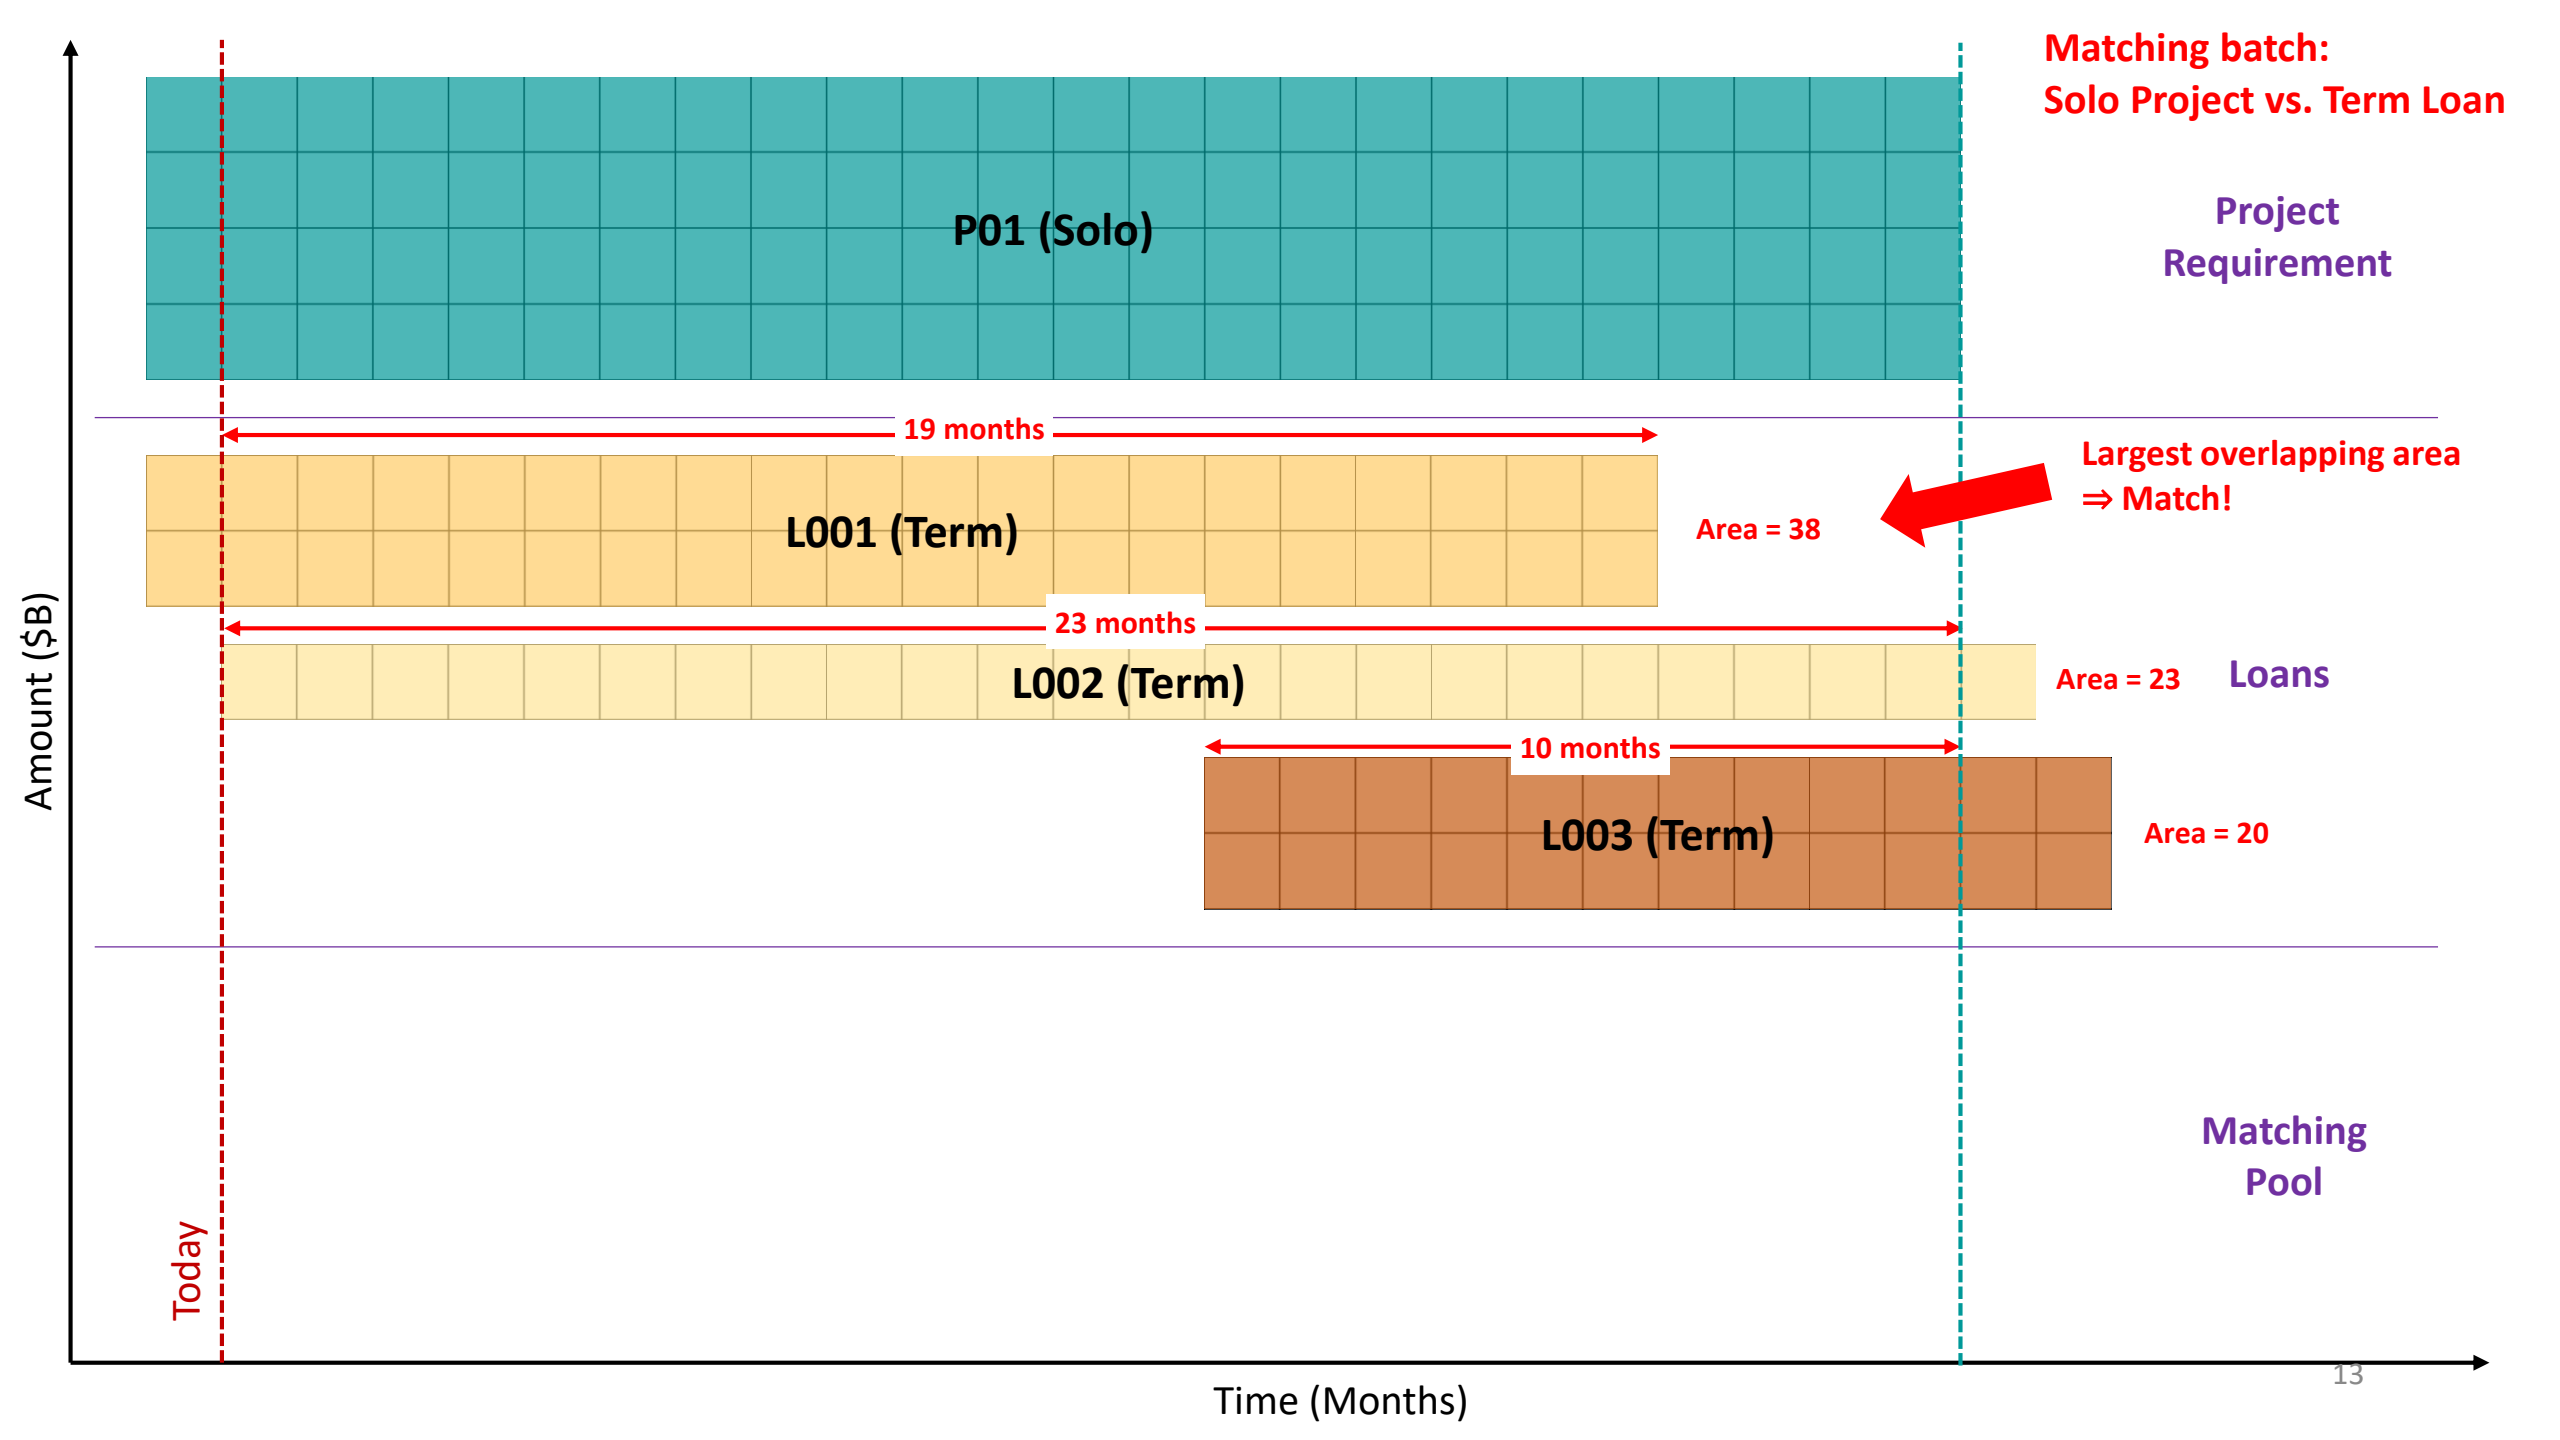 Matching batch:
Solo Project vs. Term Loan
P01 (Solo)
Project
Requirement
19 months
Largest overlapping area
⇒ Match!
L001 (Term)
Area = 38
23 months
L002 (Term)
Area = 23
Loans
10 months
L003 (Term)
Area = 20
Amount ($B)
Matching
Pool
Today
13
Time (Months)